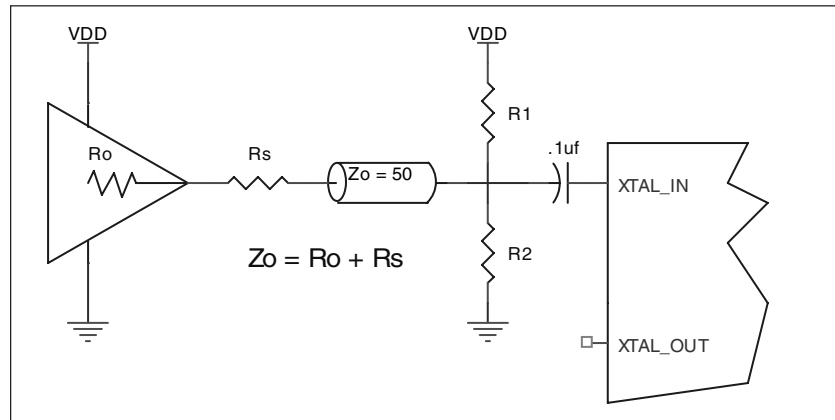 VDD
VDD
R1
Ro
Rs
.1uf
Zo = 50
XTAL_IN
Zo = Ro + Rs
R2
XTAL_OUT